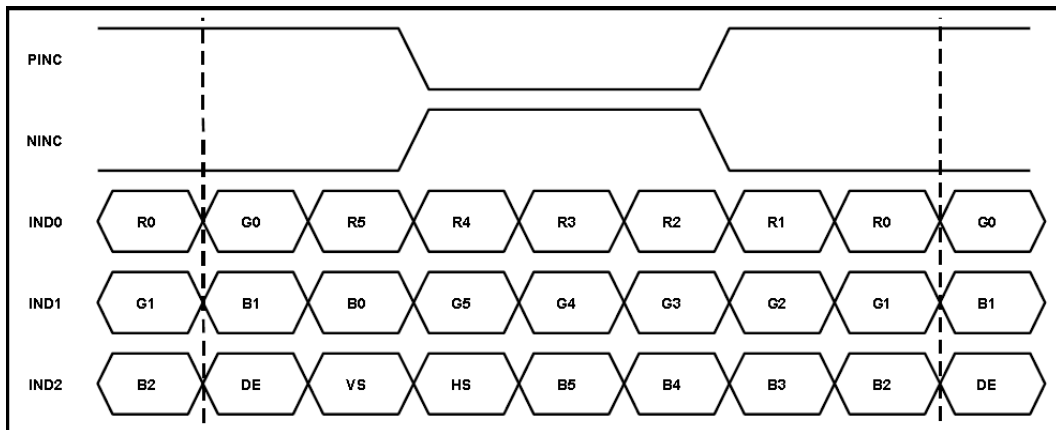 PINC
NINC
IND0 R0 G0 R5 R4 R3 R2 R1 R0 G0
IND1 G1 B1 B0 G5 G4 G3 G2 G1 B1
IND2 B2 DE VS HS B5 B4 B3 B2 DE